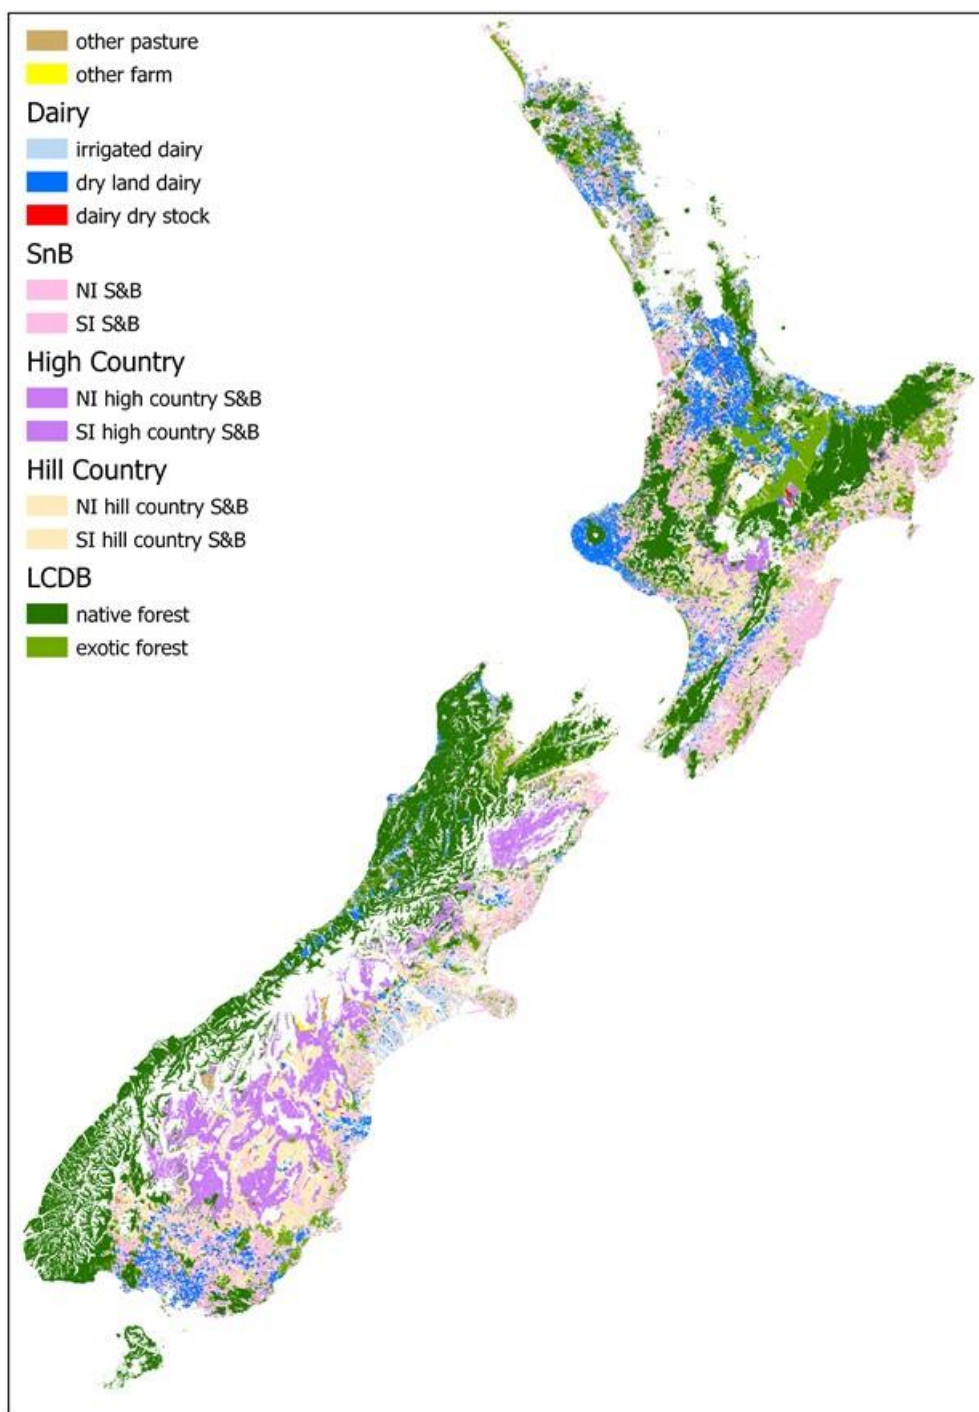 other pasture
other farm
Dairy
irrigated dairy
dry land dairy
dairy dry stock
SnB
NI S&B
SI S&B
High Country
NI high country S&B
SI high country S&B
Hill Country
NI hill country S&B
SI hill country S&B
LCDB
native forest
exotic forest